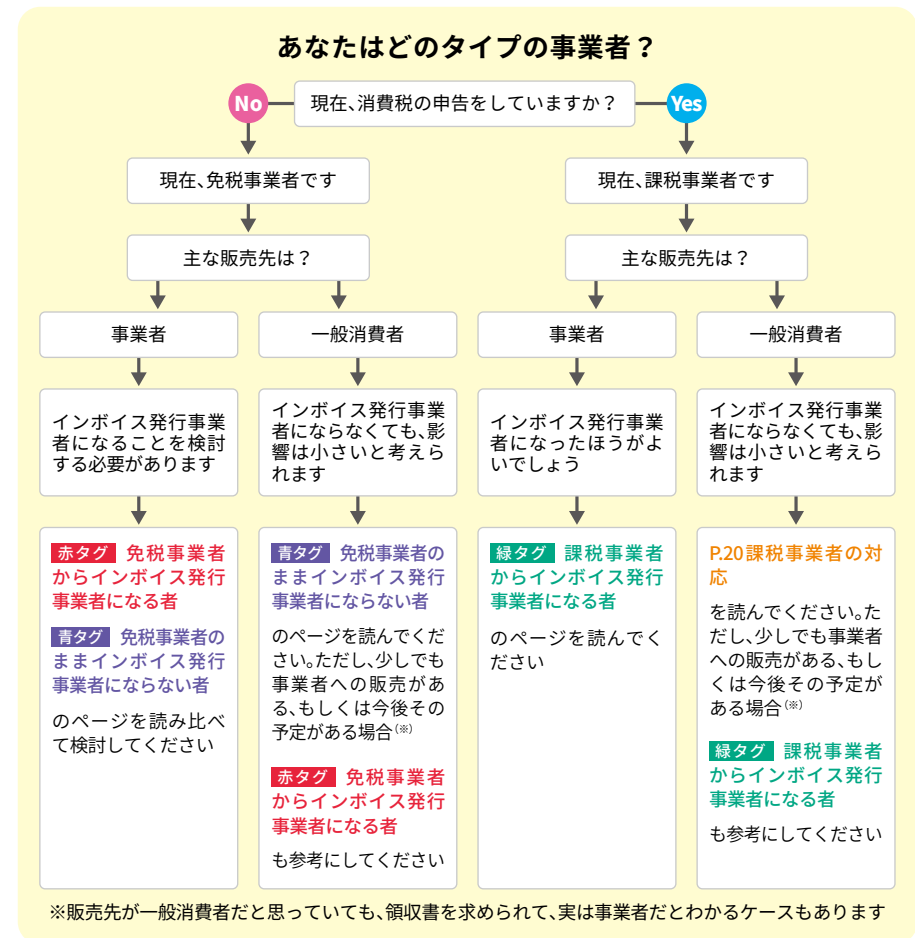 あなたはどのタイプの事業者？
No
現在、消費税の申告をしていますか？
Yes
現在、免税事業者です
主な販売先は？
事業者
インボイス発行事業
者になることを検討
する必要があります
赤タグ 免税事業者
からインボイス発行
事業者になる者
青タグ 免税事業者の
ままインボイス発行
事業者にならない者
のページを読み比べ
て検討してください
一般消費者
インボイス発行事業
者にならなくても、影
響は小さいと考えら
れます
青タグ 免税事業者の
ままインボイス発行
事業者にならない者
のページを読んでくだ
さい。ただし、少しでも
事業者への販売があ
る、もしくは今後その
予定がある場合(※)
赤タグ 免税事業者
からインボイス発行
事業者になる者
も参考にしてください
現在、課税事業者です
主な販売先は？
事業者
インボイス発行事業
者になったほうがよ
いでしょう
緑タグ 課税事業者
からインボイス発行
事業者になる者
のページを読んでく
ださい
一般消費者
インボイス発行事業
者にならなくても、影
響は小さいと考えら
れます
P.20課税事業者の対
応
を読んでください。た
だし、少しでも事業者
への販売がある、もし
くは今後その予定が
ある場合(※)
緑タグ 課税事業者
からインボイス発行
事業者になる者
も参考にしてください
※販売先が一般消費者だと思っていても、領収書を求められて、実は事業者だとわかるケースもあります